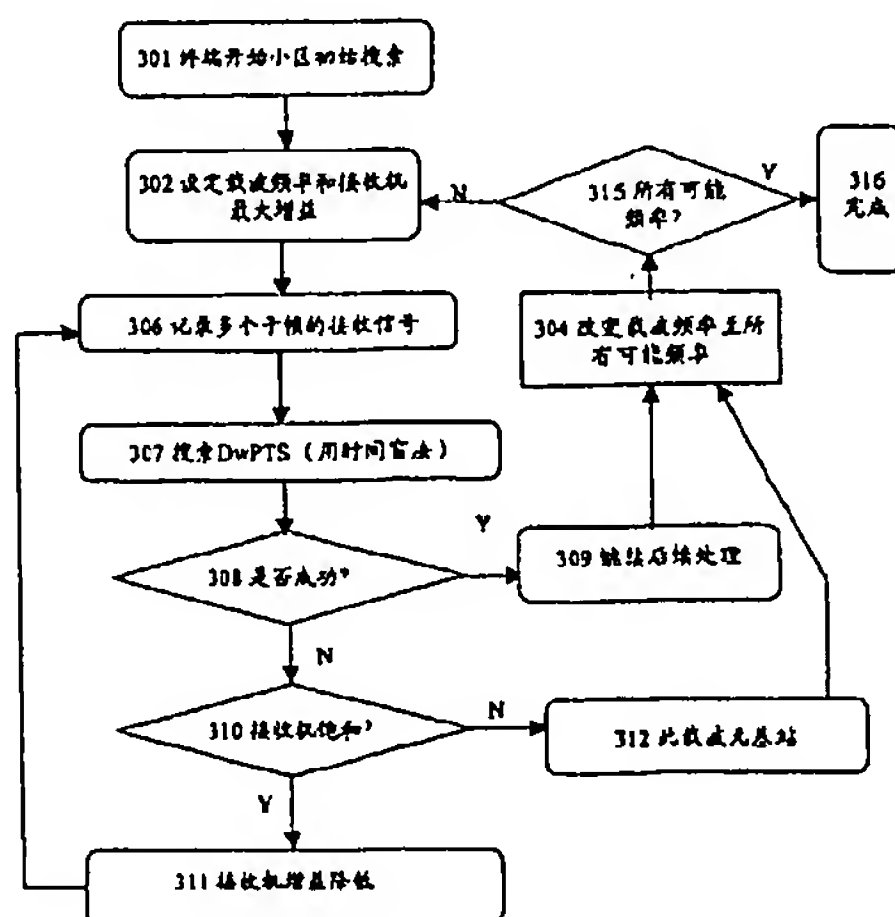 301 终端开始小区初始搜索
302 设定载波频率和接收机
最大增益
N
315 所有可能
频率?
Y
316
完成
306 记录多个子帧的接收信号
304 改变载波频率至所
有可能频率
307 搜索DwPTS(用时间窗法)
308 是否成功?
Y
309 继续后续处理
N
310 接收机饱和?
N
312 此载波无基站
Y
311 接收机增益降低